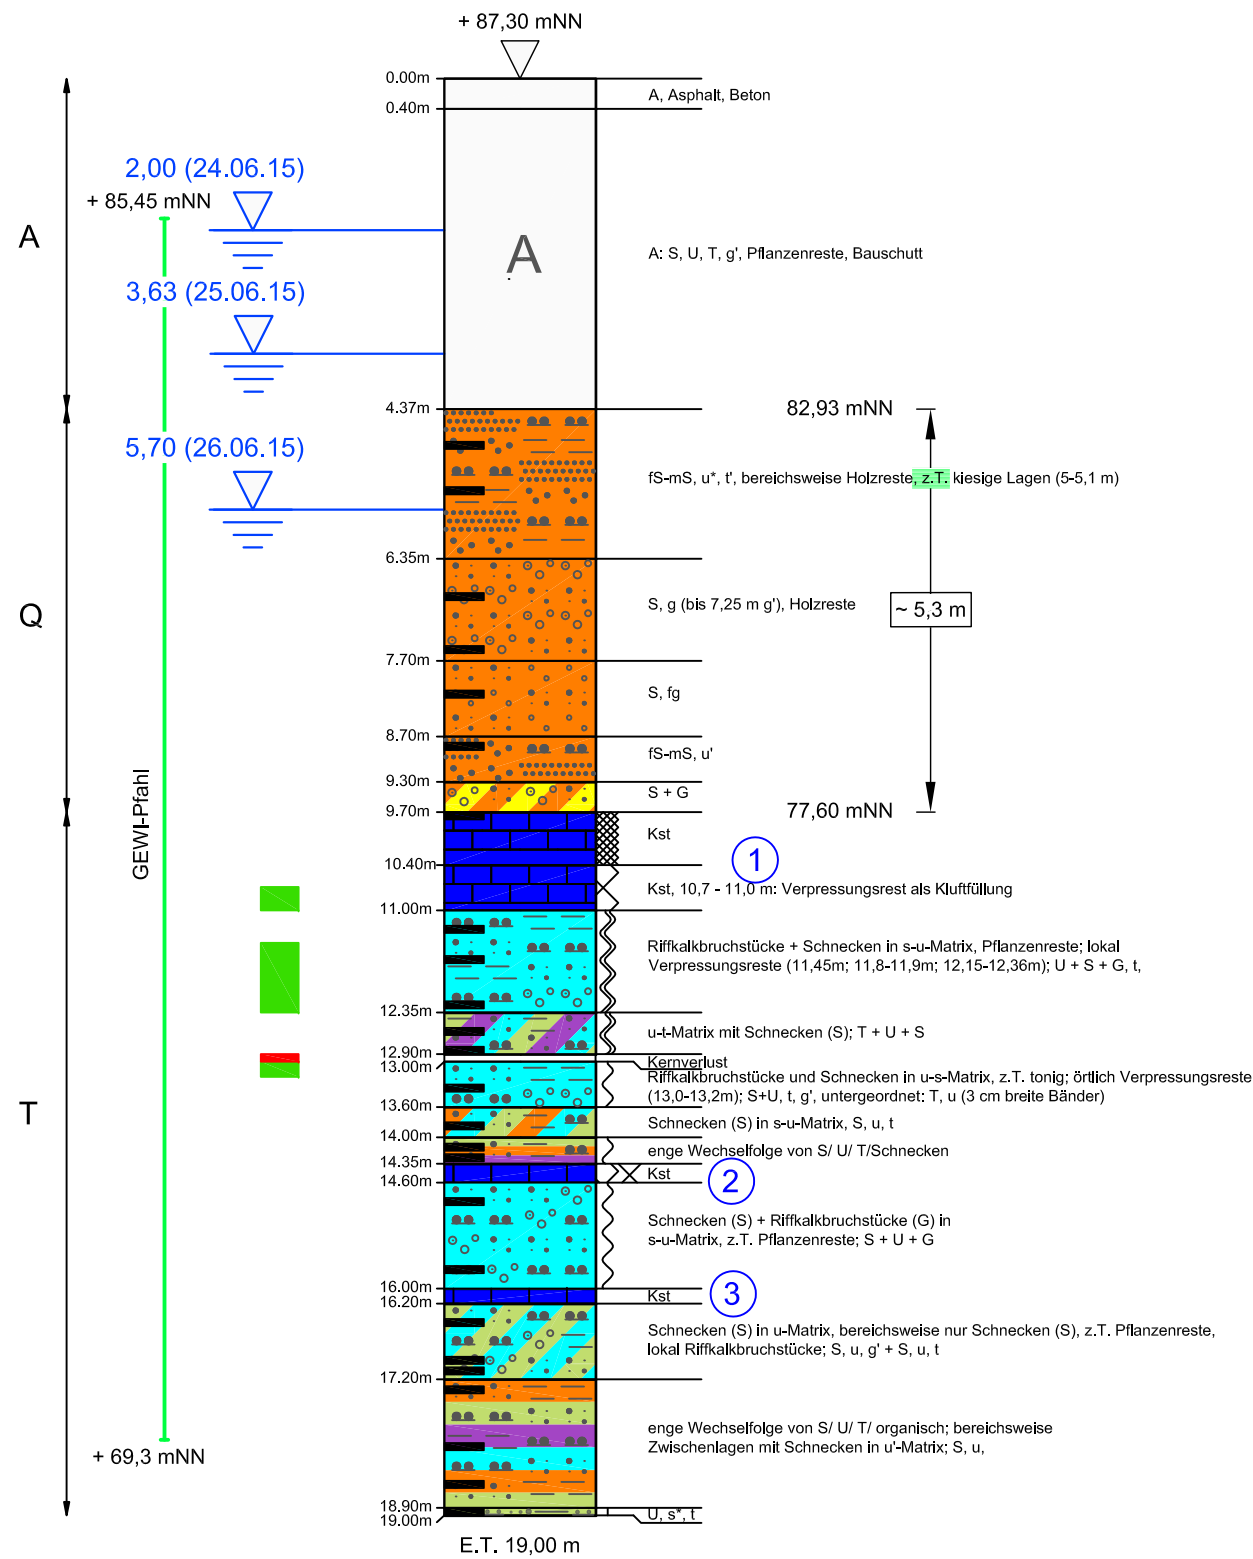 + 87,30 mNN
0.00m
A, Asphalt, Beton
0.40m
2,00 (24.06.15)
+ 85,45 mNN
A
A
A: S, U, T, g', Pflanzenreste, Bauschutt
3,63 (25.06.15)
4.37m
82,93 mNN
5,70 (26.06.15)
fS-mS, u*, t', bereichsweise Holzreste, z.T. kiesige Lagen (5-5,1 m)
6.35m
Q
S, g (bis 7,25 m g'), Holzreste
~ 5,3 m
7.70m
S, fg
8.70m
fS-mS, u'
9.30m
S + G
9.70m
77,60 mNN
GEWI-Pfahl
Kst
1
10.40m
Kst, 10,7 - 11,0 m: Verpressungsrest als Kluftfüllung
11.00m
Riffkalkbruchstücke + Schnecken in s-u-Matrix, Pflanzenreste; lokal
Verpressungsreste (11,45m; 11,8-11,9m; 12,15-12,36m); U + S + G, t,
12.35m
u-t-Matrix mit Schnecken (S); T + U + S
12.90m
Kernverlust
13.00m
Riffkalkbruchstücke und Schnecken in u-s-Matrix, z.T. tonig; örtlich Verpressungsreste
(13,0-13,2m); S+U, t, g', untergeordnet: T, u (3 cm breite Bänder)
13.60m
T
Schnecken (S) in s-u-Matrix, S, u, t
14.00m
enge Wechselfolge von S/ U/ T/Schnecken
14.35m
Kst
2
14.60m
Schnecken (S) + Riffkalkbruchstücke (G) in
s-u-Matrix, z.T. Pflanzenreste; S + U + G
16.00m
Kst
3
16.20m
Schnecken (S) in u-Matrix, bereichsweise nur Schnecken (S), z.T. Pflanzenreste,
lokal Riffkalkbruchstücke; S, u, g' + S, u, t
17.20m
enge Wechselfolge von S/ U/ T/ organisch; bereichsweise
Zwischenlagen mit Schnecken in u'-Matrix; S, u,
+ 69,3 mNN
18.90m
U, s*, t
19.00m
E.T. 19,00 m